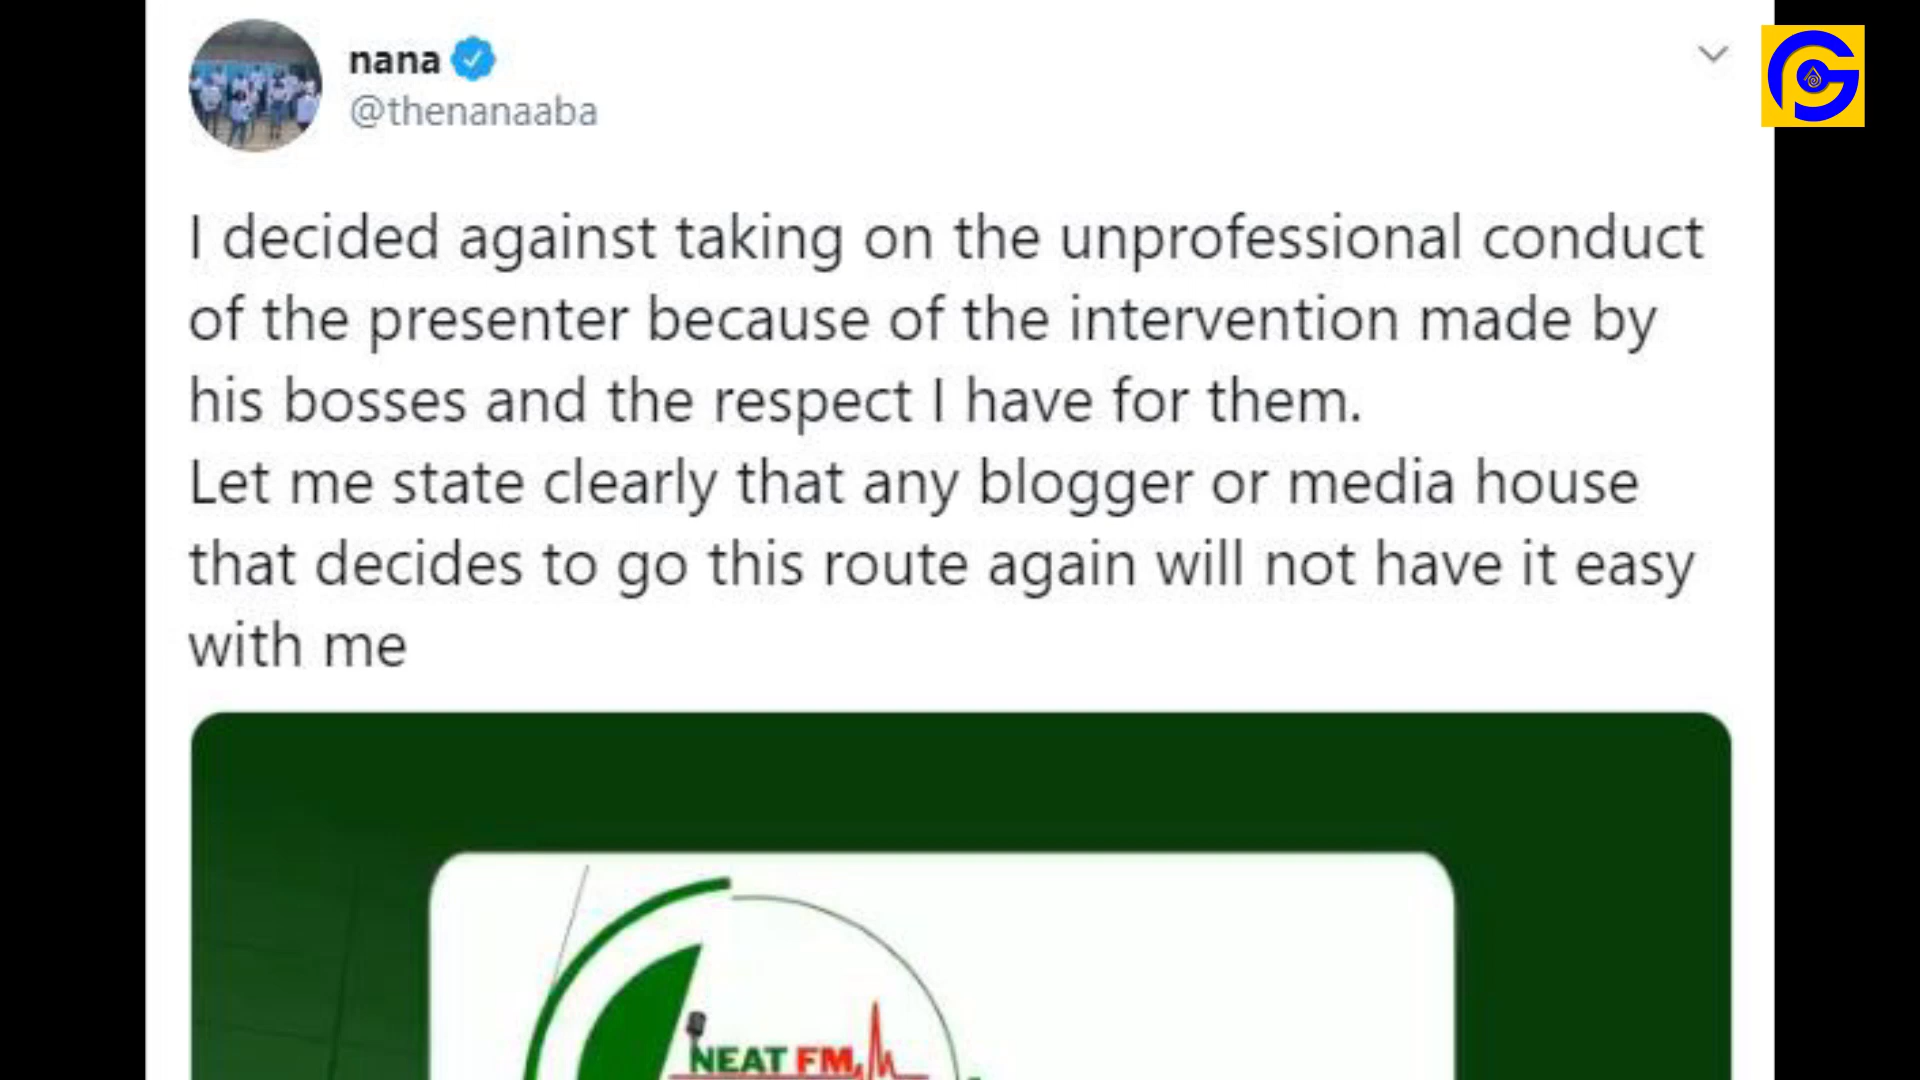 nana
@thenanaaba
I decided against taking on the unprofessional conduct
of the presenter because of the intervention made by
his bosses and the respect I have for them.
Let me state clearly that any blogger or media house
that decides to go this route again will not have it easy
with me
NEAT FM